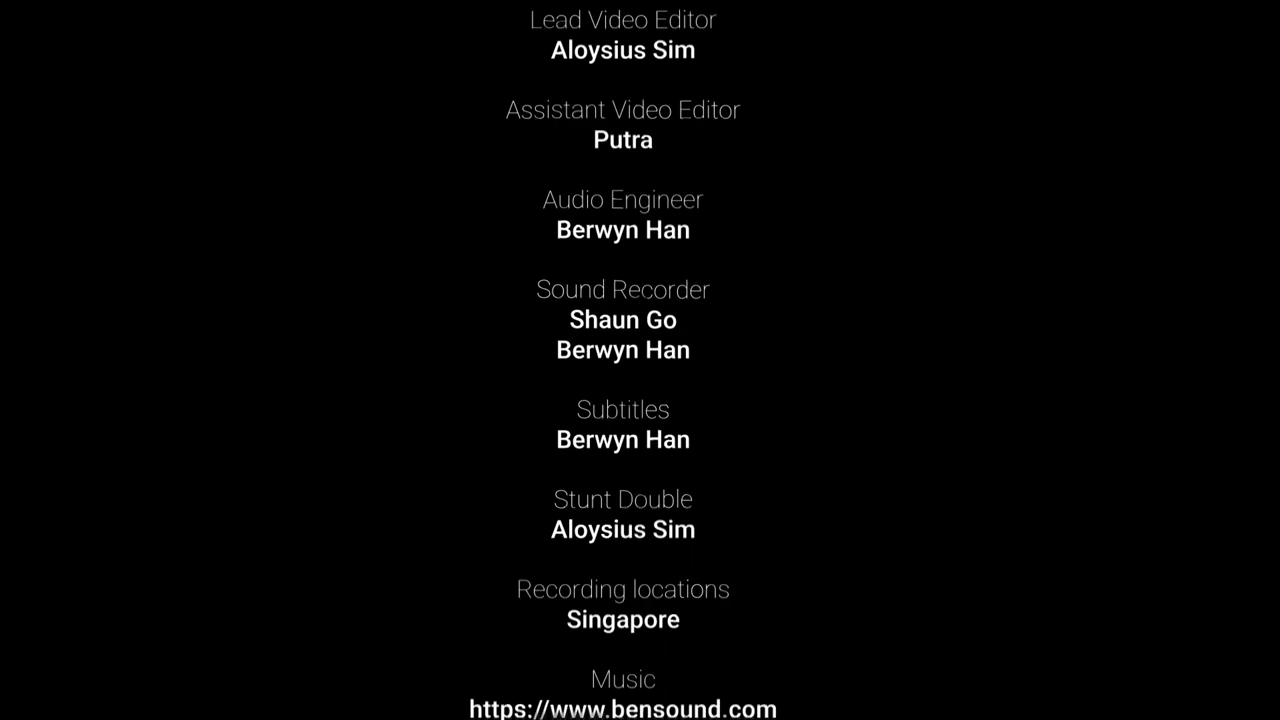 Lead Video Editor
Aloysius Sim
Assistant Video Editor
Putra
Audio Engineer
Berwyn Han
Sound Recorder
Shaun Go
Berwyn Han
Subtitles
Berwyn Han
Stunt Double
Aloysius Sim
Recording locations
Singapore
Music
https://www.bensound.com